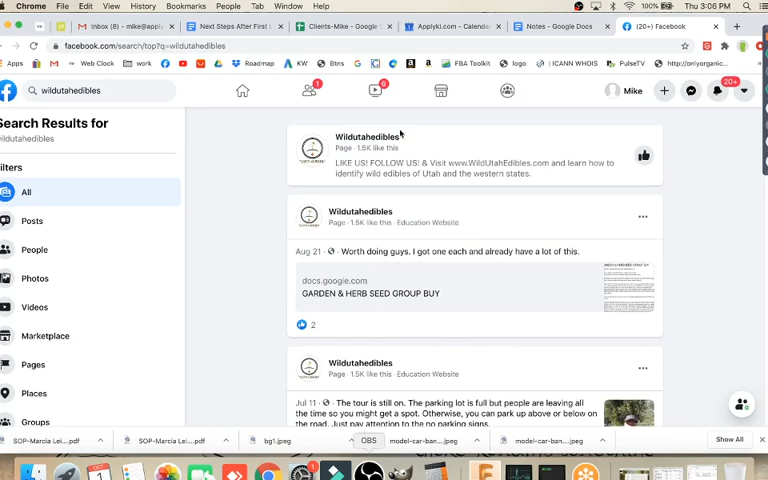 Chrome File Edit View History Bookmarks People Tab Window Help 100% Thu 3:06 PM
Inbox (8) - mike@apply Next Steps After First L Clients-Mike - Google S Applyki.com - Calenda Notes - Google Docs (20+) Facebook
facebook.com/search/top?q=wildutahedibles
Apps Web Clock work Roadmap KW Btns FBA Toolkit logo ICANN WHOIS PulseTV http://onlyorganic
wildutahedibles 1 6 Mike 20+
Search Results for
wildutahedibles
ilters
All
Posts
People
Photos
Videos
Marketplace
Pages
Places
Groups
Wildutahedibles
Page · 1.5K like this
LIKE US! FOLLOW US! & Visit www.WildUtahEdibles.com and learn how to
identify wild edibles of Utah and the western states.
Wildutahedibles
Page · 1.5K like this · Education Website
Aug 21 · Worth doing guys. I got one each and already have a lot of this.
docs.google.com
GARDEN & HERB SEED GROUP BUY
2
Wildutahedibles
Page · 1.5K like this · Education Website
Jul 11 · The tour is still on. The parking lot is full but people are leaving all
the time so you might get a spot. Otherwise, you can park up above or below on
the road. Just pay attention to the no parking signs.
SOP-Marcia Lei....pdf SOP-Marcia Lei....pdf bg1.jpeg OBS model-car-ban....jpeg model-car-ban....jpeg Show All
1